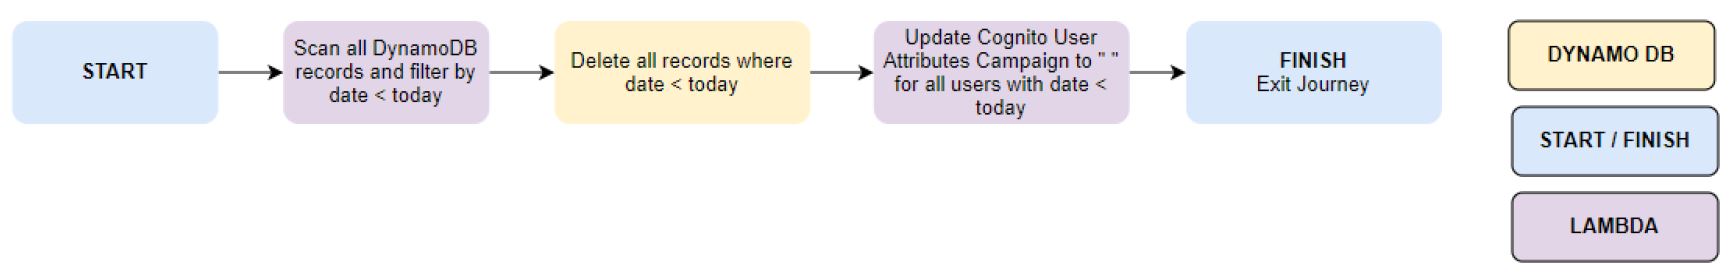 START
Scan all DynamoDB
records and filter by
date < today
Delete all records where
date < today
Update Cognito User
Attributes Campaign to " "
for all users with date <
today
FINISH
Exit Journey
DYNAMO DB
START / FINISH
LAMBDA